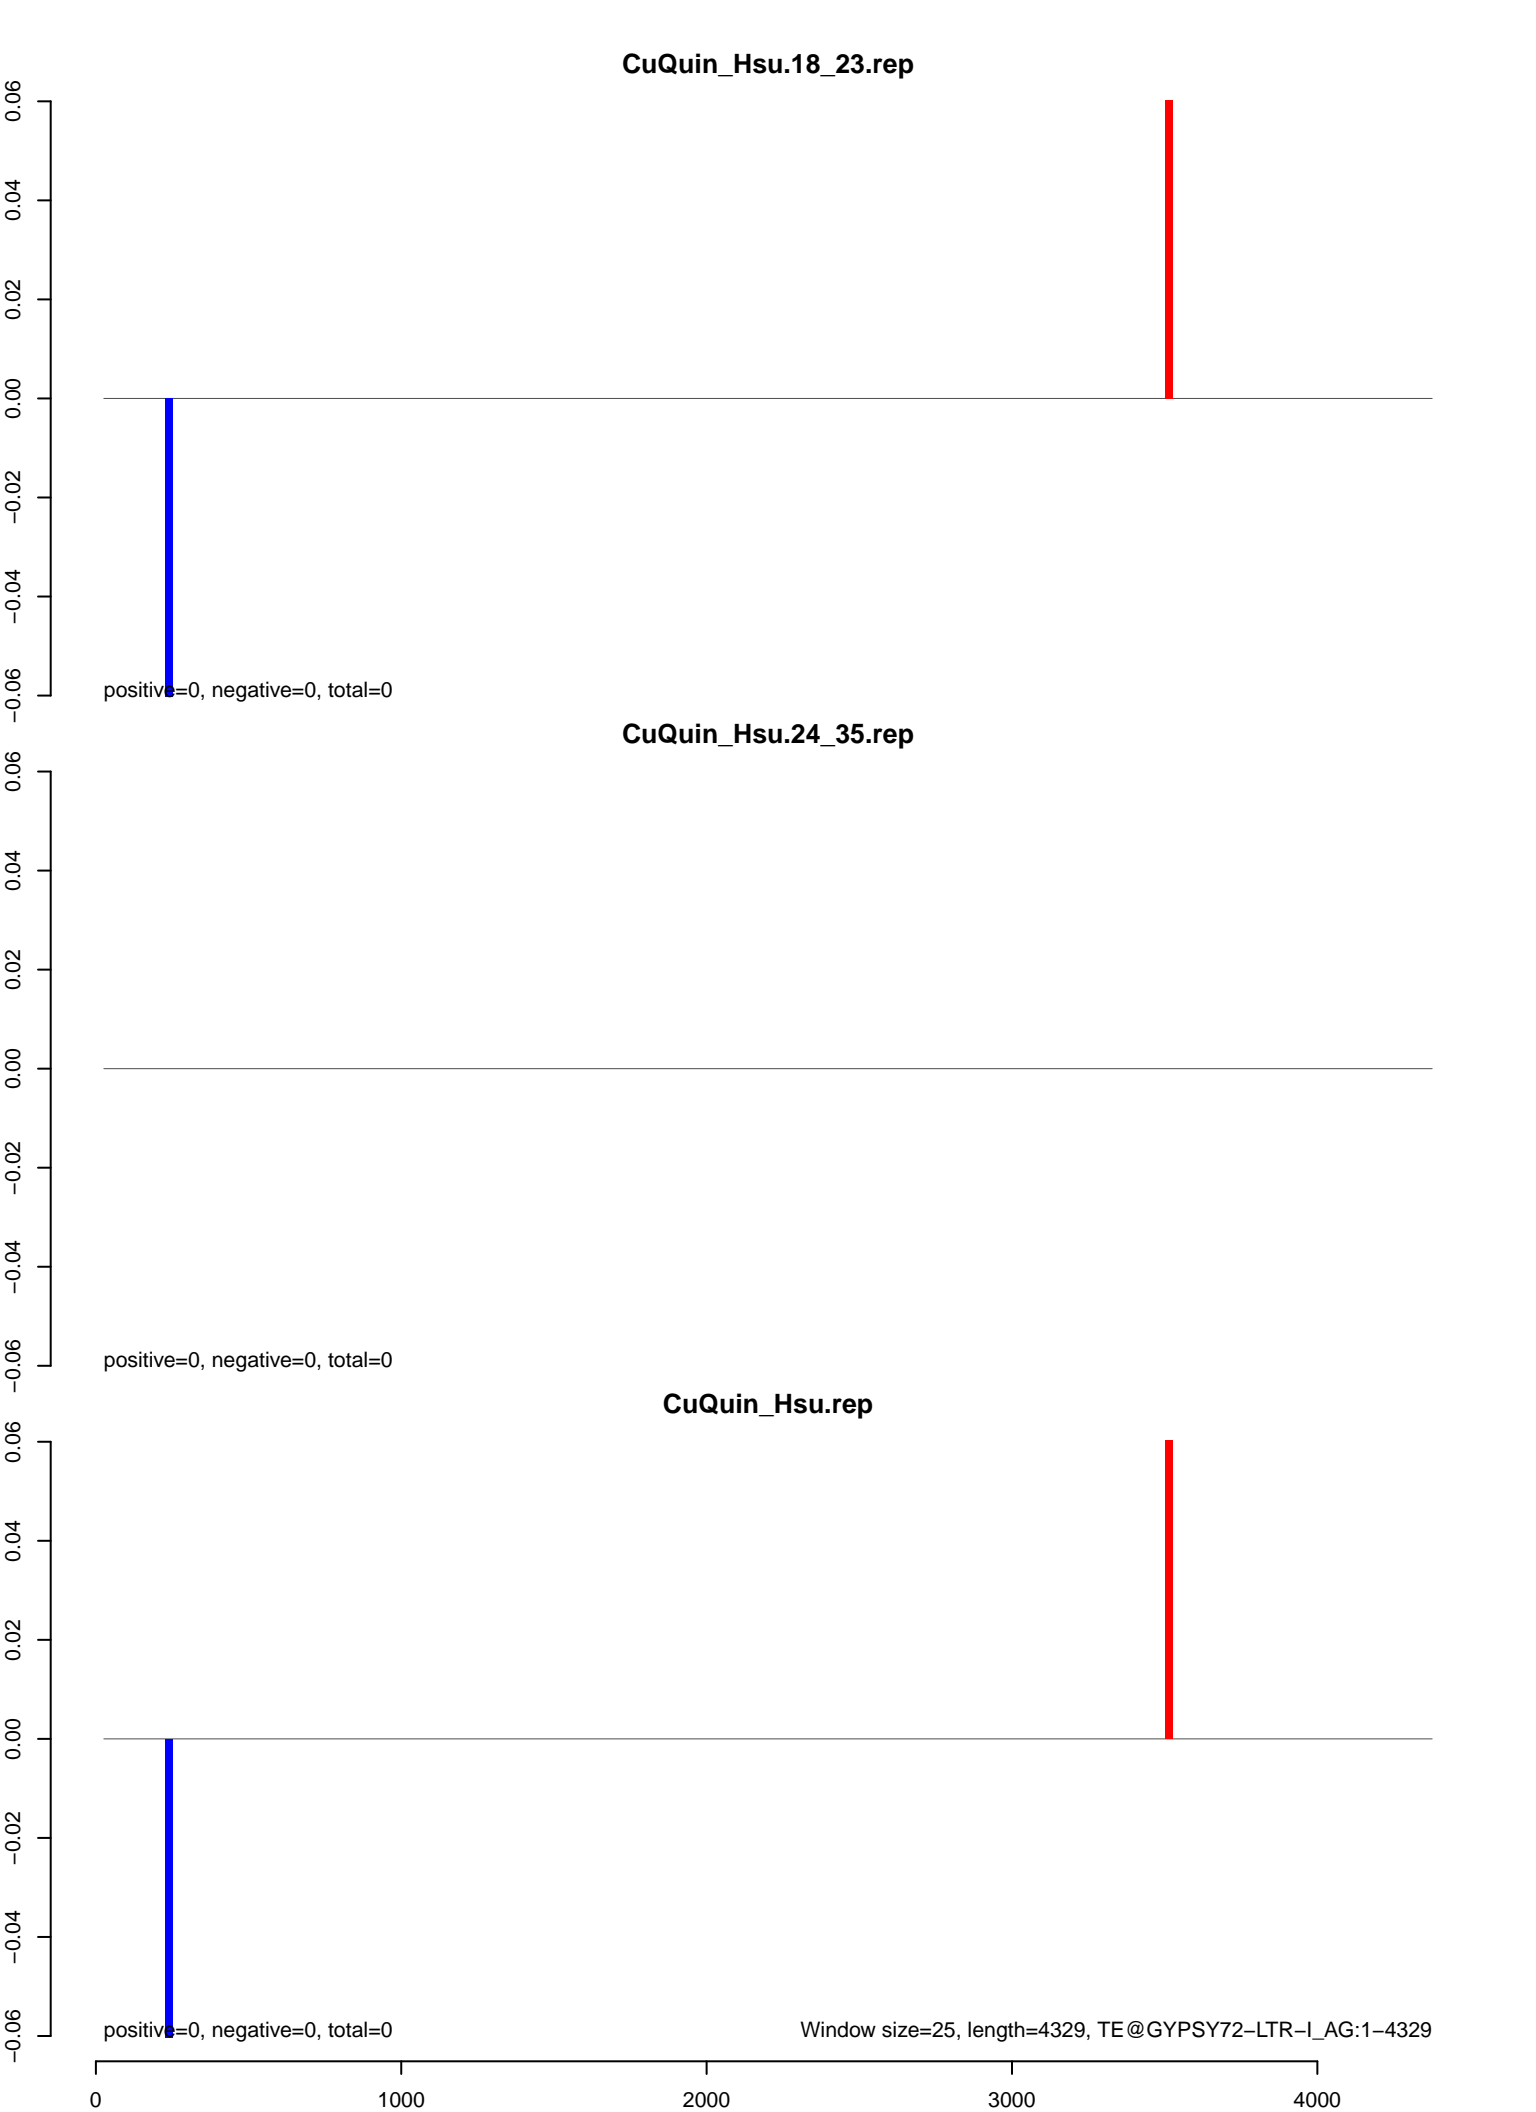 CuQuin_Hsu.18_23.rep
0.06
0.04
0.02
0.00
−0.02
−0.04
−0.06
positive=0, negative=0, total=0
CuQuin_Hsu.24_35.rep
0.06
0.04
0.02
0.00
−0.02
−0.04
−0.06
positive=0, negative=0, total=0
CuQuin_Hsu.rep
0.06
0.04
0.02
0.00
−0.02
−0.04
−0.06
positive=0, negative=0, total=0
Window size=25, length=4329, TE@GYPSY72−LTR−I_AG:1−4329
0 1000 2000 3000 4000